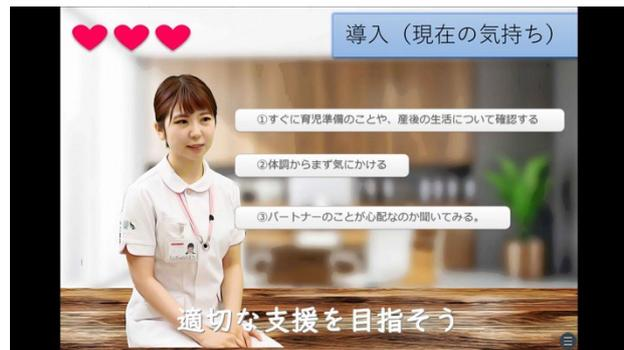 導入（現在の気持ち）
①すぐに育児準備のことや、産後の生活について確認する
②体調からまず気にかける
③パートナーのことが心配なのか聞いてみる。
適切な支援を目指そう